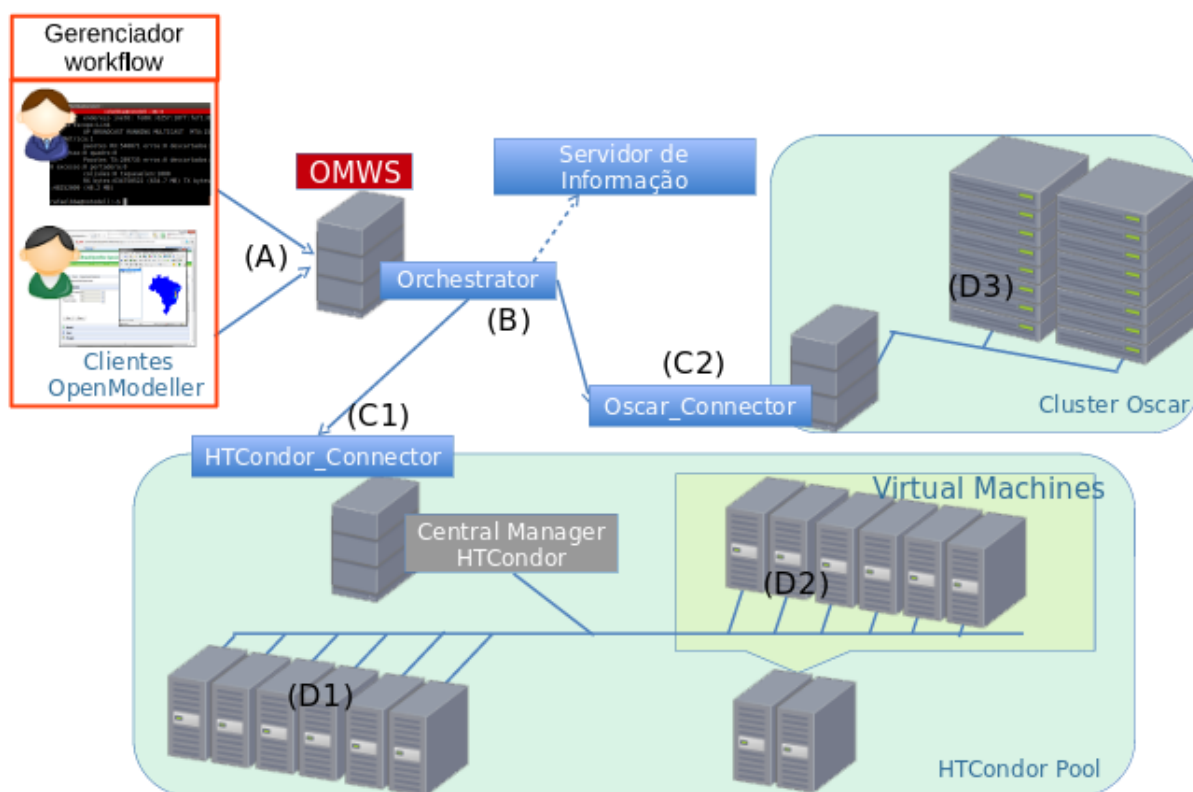 Gerenciador
workflow
OMWS
Servidor de
Informação
(A)
Orchestrator
(B)
(D3)
Clientes
OpenModeller
(C2)
Oscar_Connector
Cluster Oscar
(C1)
HTCondor_Connector
Virtual Machines
Central Manager
HTCondor
(D2)
(D1)
HTCondor Pool